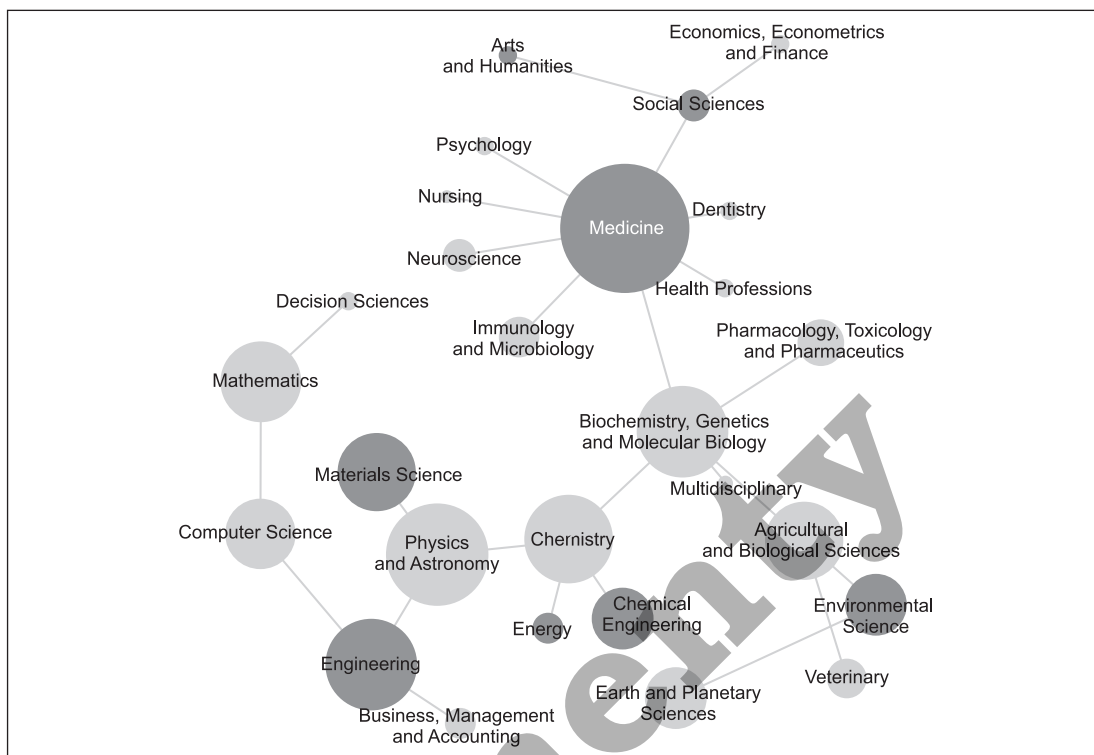 Arts
and Humanities
Economics, Econometrics
and Finance
Social Sciences
Psychology
Nursing
Medicine
Dentistry
Neuroscience
Health Professions
Decision Sciences
Immunology
and Microbiology
Pharmacology, Toxicology
and Pharmaceutics
Mathematics
Biochemistry, Genetics
and Molecular Biology
Materials Science
Multidisciplinary
Computer Science
Physics
and Astronomy
Chernistry
Agricultural
and Biological Sciences
Chemical
Engineering
Environmental
Science
Energy
Engineering
Veterinary
Earth and Planetary
Sciences
Business, Management
and Accounting